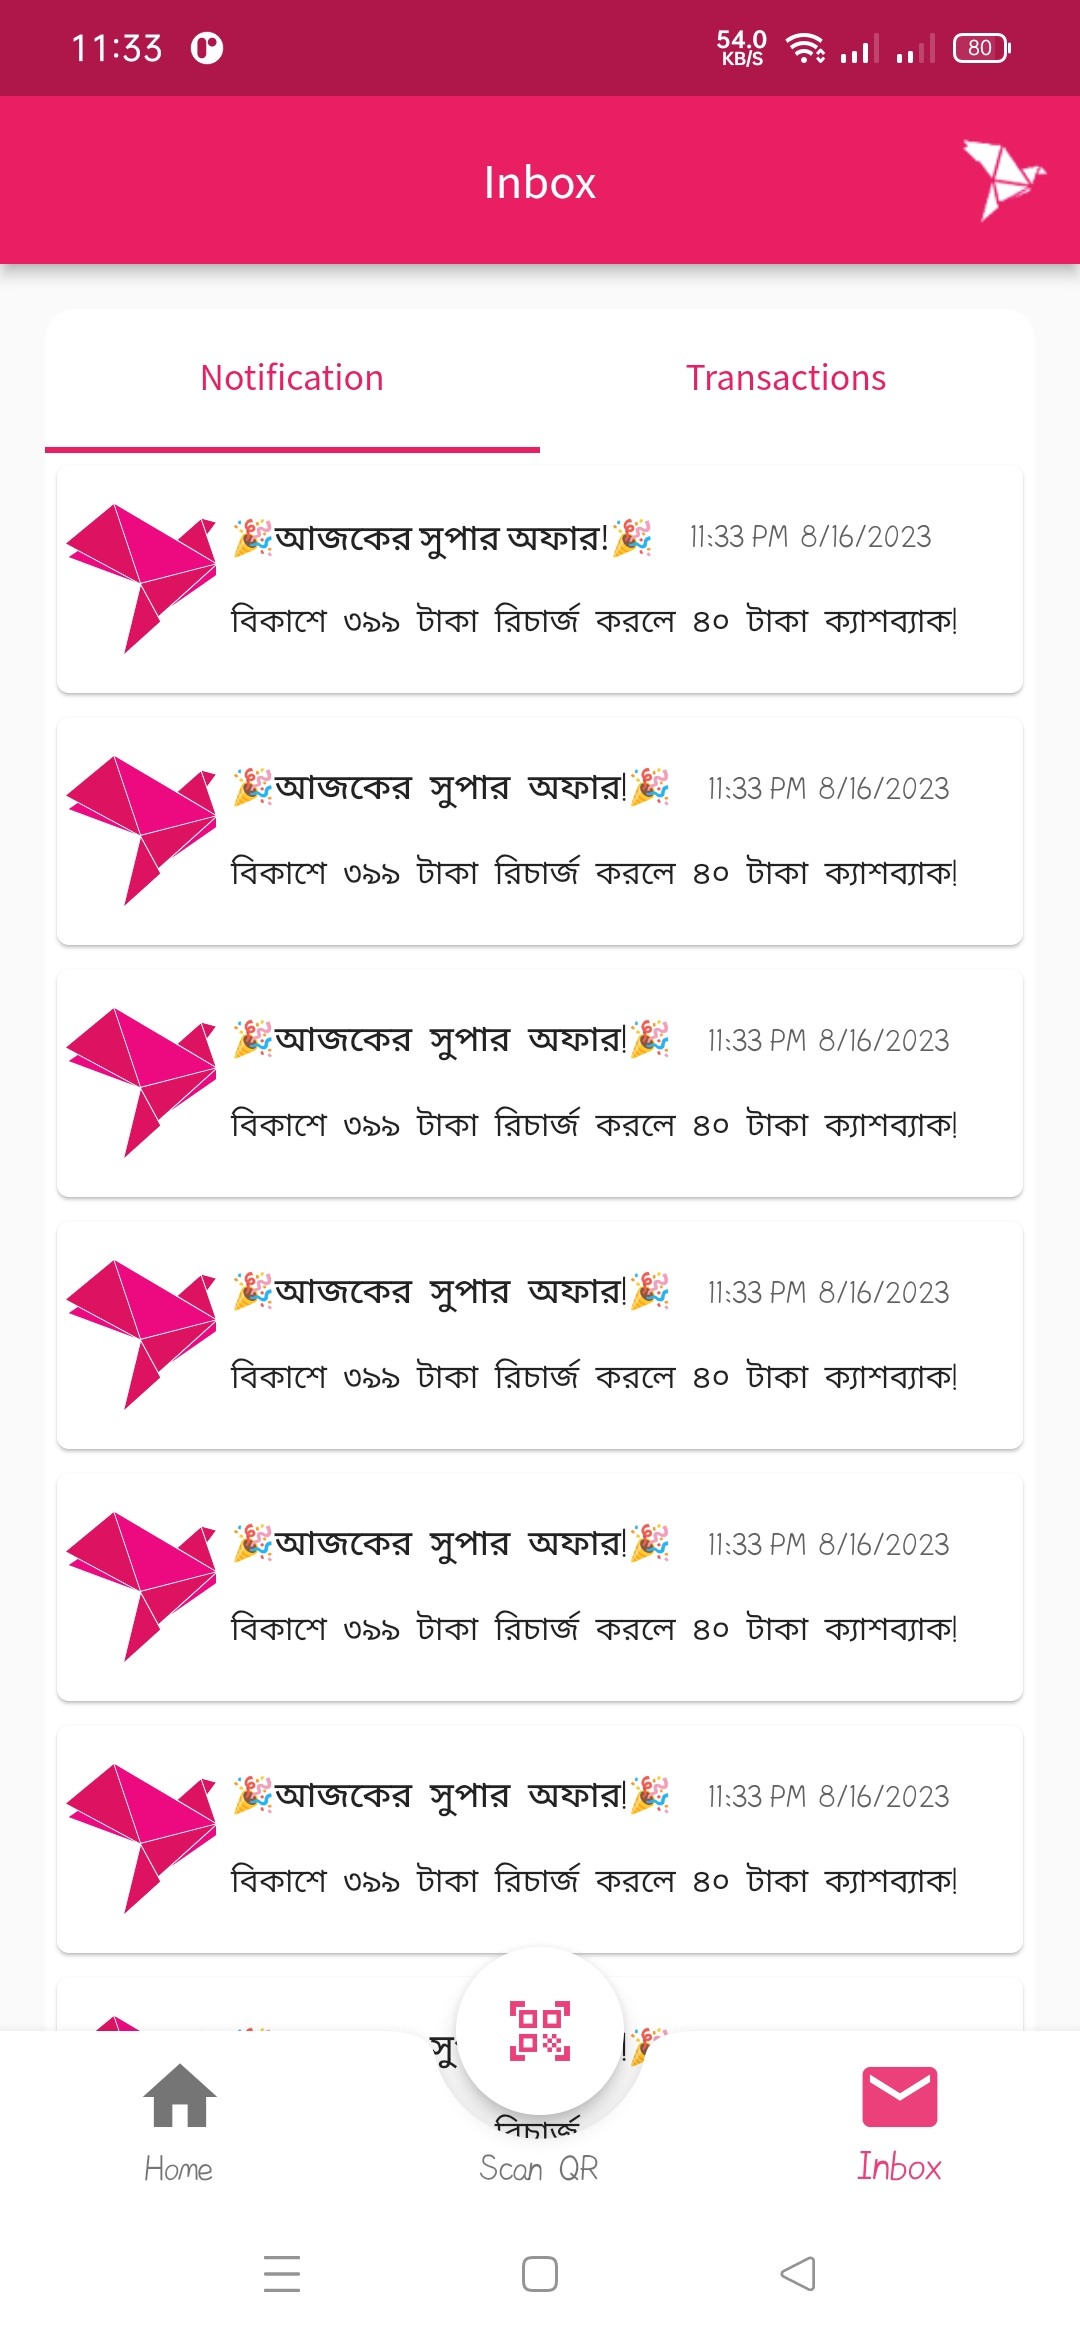 11:33
54.0
KB/S
80
Inbox
Notification
Transactions
🎉আজকের সুপার অফার!🎉 11:33 PM 8/16/2023
বিকাশে ৩৯৯ টাকা রিচার্জ করলে ৪০ টাকা ক্যাশব্যাক!
🎉আজকের সুপার অফার!🎉 11:33 PM 8/16/2023
বিকাশে ৩৯৯ টাকা রিচার্জ করলে ৪০ টাকা ক্যাশব্যাক!
🎉আজকের সুপার অফার!🎉 11:33 PM 8/16/2023
বিকাশে ৩৯৯ টাকা রিচার্জ করলে ৪০ টাকা ক্যাশব্যাক!
🎉আজকের সুপার অফার!🎉 11:33 PM 8/16/2023
বিকাশে ৩৯৯ টাকা রিচার্জ করলে ৪০ টাকা ক্যাশব্যাক!
🎉আজকের সুপার অফার!🎉 11:33 PM 8/16/2023
বিকাশে ৩৯৯ টাকা রিচার্জ করলে ৪০ টাকা ক্যাশব্যাক!
🎉আজকের সুপার অফার!🎉 11:33 PM 8/16/2023
বিকাশে ৩৯৯ টাকা রিচার্জ করলে ৪০ টাকা ক্যাশব্যাক!
Home
Scan QR
Inbox